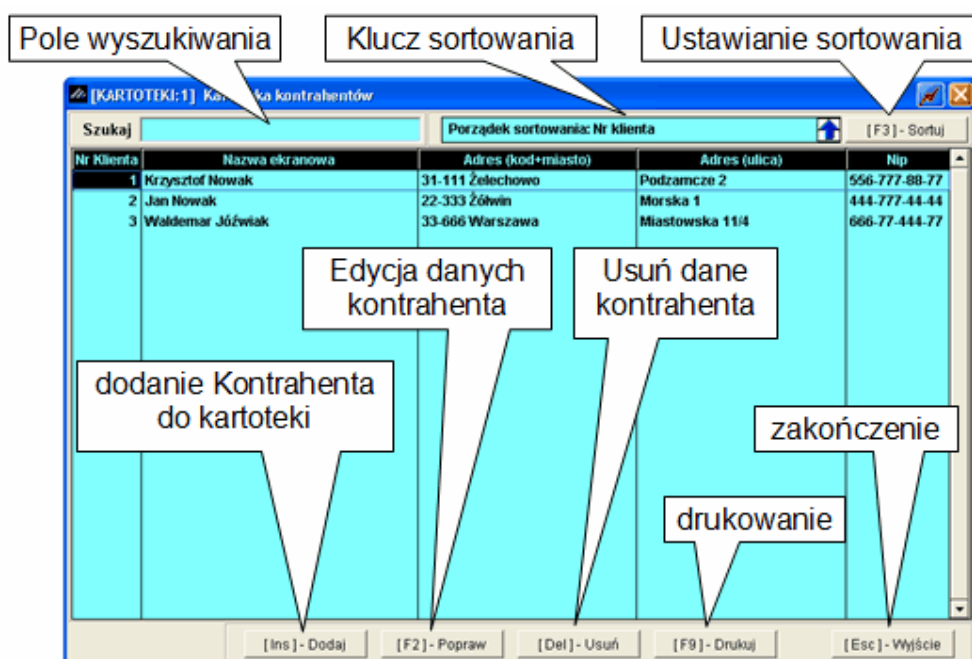 Pole wyszukiwania
Klucz sortowania
Ustawianie sortowania
[KARTOTEKI:1] kontrahentów
Szukaj
Porządek sortowania: Nr klienta
[F3] - Sortuj
Nr Klienta Nazwa ekranowa Adres (kod+miasto) Adres (ulica) Nip
1 Krzysztof Nowak 31-111 Żelechowo Podzamcze 2 556-777-88-77
2 Jan Nowak 22-333 Żółwin Morska 1 444-777-44-44
3 Waldemar Jóźwiak 33-666 Warszawa Miastowska 11/4 666-77-444-77
Edycja danych
kontrahenta
Usuń dane
kontrahenta
dodanie Kontrahenta
do kartoteki
zakończenie
drukowanie
[Ins] - Dodaj
[F2] - Popraw
[Del] - Usuń
[F9] - Drukuj
[Esc] - Wyjście